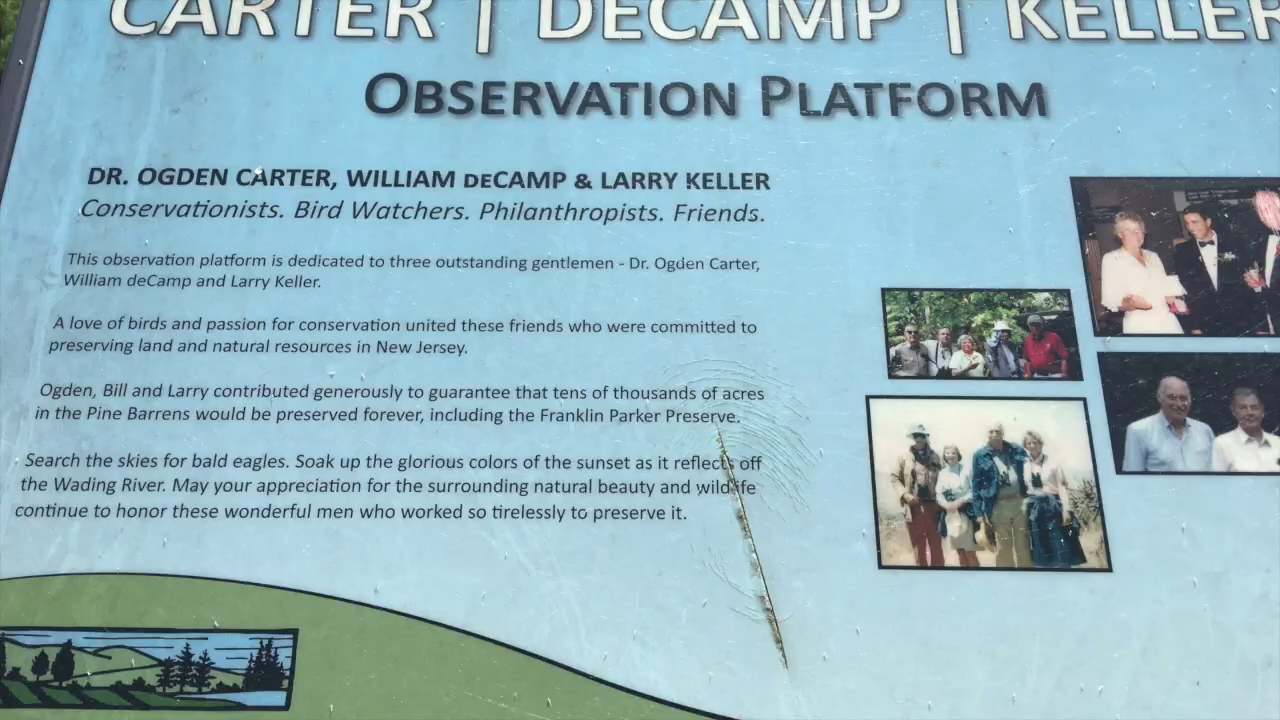 CARTER | DECAMP | KELLER
OBSERVATION PLATFORM
DR. OGDEN CARTER, WILLIAM DECAMP & LARRY KELLER
Conservationists. Bird Watchers. Philanthropists. Friends.
This observation platform is dedicated to three outstanding gentlemen - Dr. Ogden Carter,
William deCamp and Larry Keller.
A love of birds and passion for conservation united these friends who were committed to
preserving land and natural resources in New Jersey.
Ogden, Bill and Larry contributed generously to guarantee that tens of thousands of acres
in the Pine Barrens would be preserved forever, including the Franklin Parker Preserve.
Search the skies for bald eagles. Soak up the glorious colors of the sunset as it reflects off
the Wading River. May your appreciation for the surrounding natural beauty and wildlife
continue to honor these wonderful men who worked so tirelessly to preserve it.